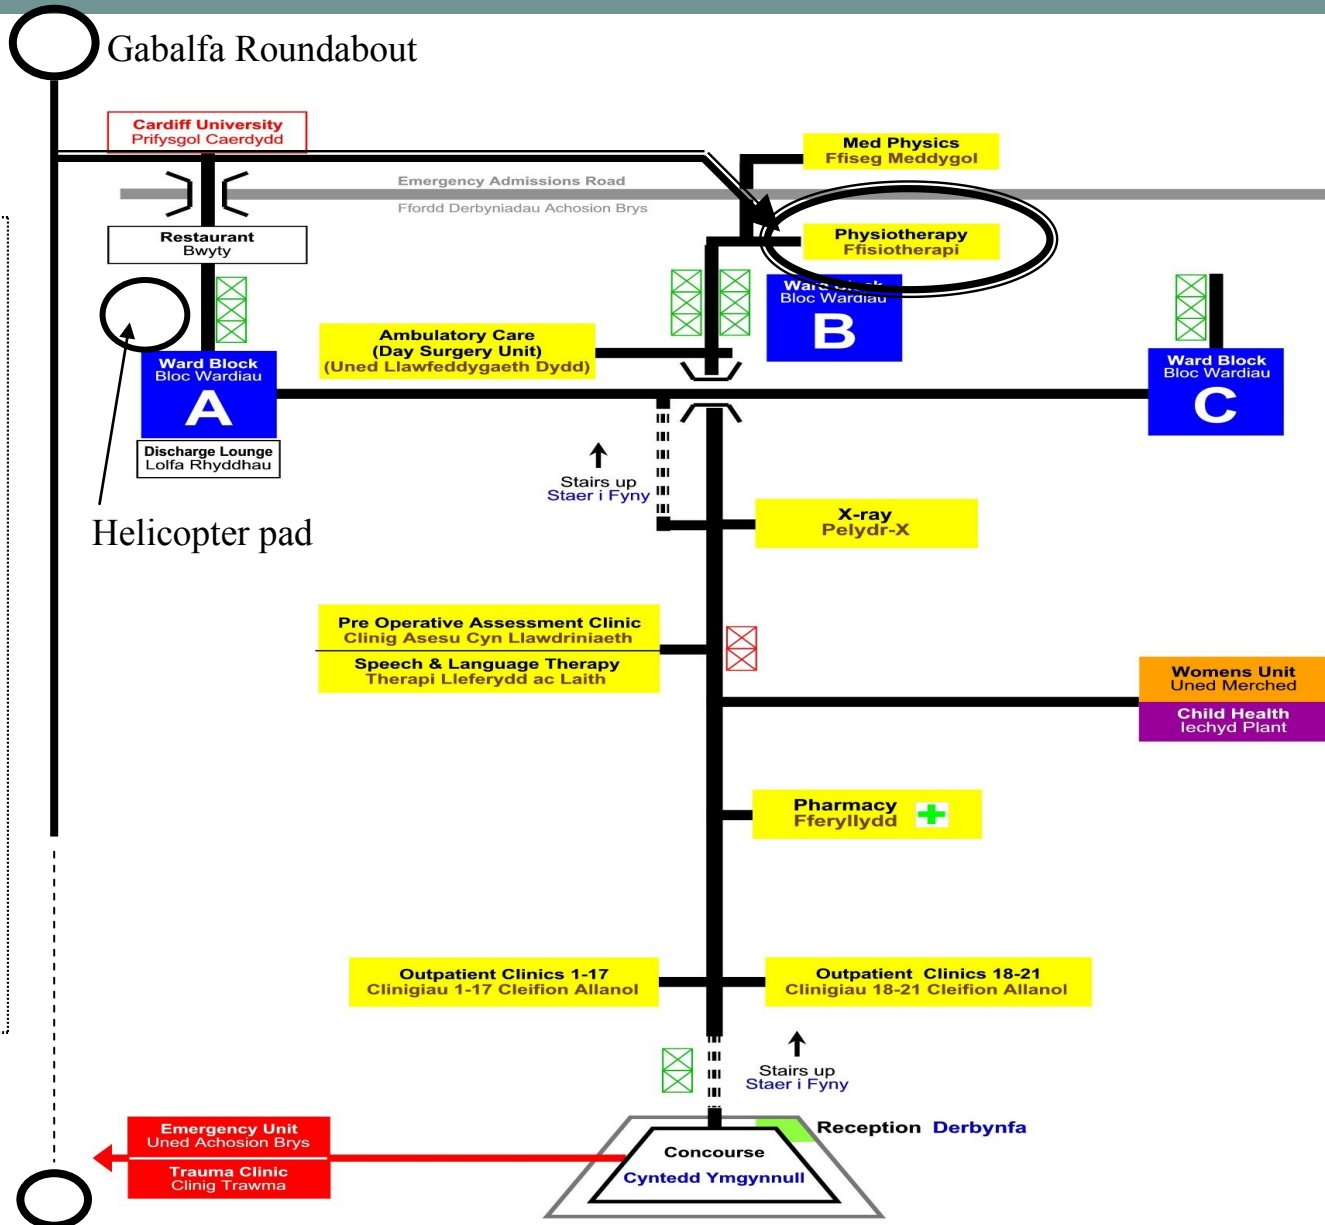 Gabalfa Roundabout
Cardiff University
Prifysgol Caerdydd
Med Physics
Ffiseg Meddygol
Emergency Admissions Road
Ffordd Derbyniadau Achosion Brys
Restaurant
Bwyty
Physiotherapy
Ffisiotherapi
Ward Block
Bloc Wardiau
B
Ambulatory Care
(Day Surgery Unit)
(Uned Llawfeddygaeth Dydd)
Ward Block
Bloc Wardiau
A
Ward Block
Bloc Wardiau
C
Discharge Lounge
Lolfa Rhyddhau
Stairs up
Staer i Fyny
Helicopter pad
X-ray
Pelydr-X
Pre Operative Assessment Clinic
Clinig Asesu Cyn Llawdriniaeth
Speech & Language Therapy
Therapi Lleferydd ac Laith
Womens Unit
Uned Merched
Child Health
Iechyd Plant
Pharmacy
Fferyllydd
Outpatient Clinics 1-17
Clinigiau 1-17 Cleifion Allanol
Outpatient Clinics 18-21
Clinigiau 18-21 Cleifion Allanol
Stairs up
Staer i Fyny
Emergency Unit
Uned Achosion Brys
Trauma Clinic
Clinig Trawma
Reception Derbynfa
Concourse
Cyntedd Ymgynnull